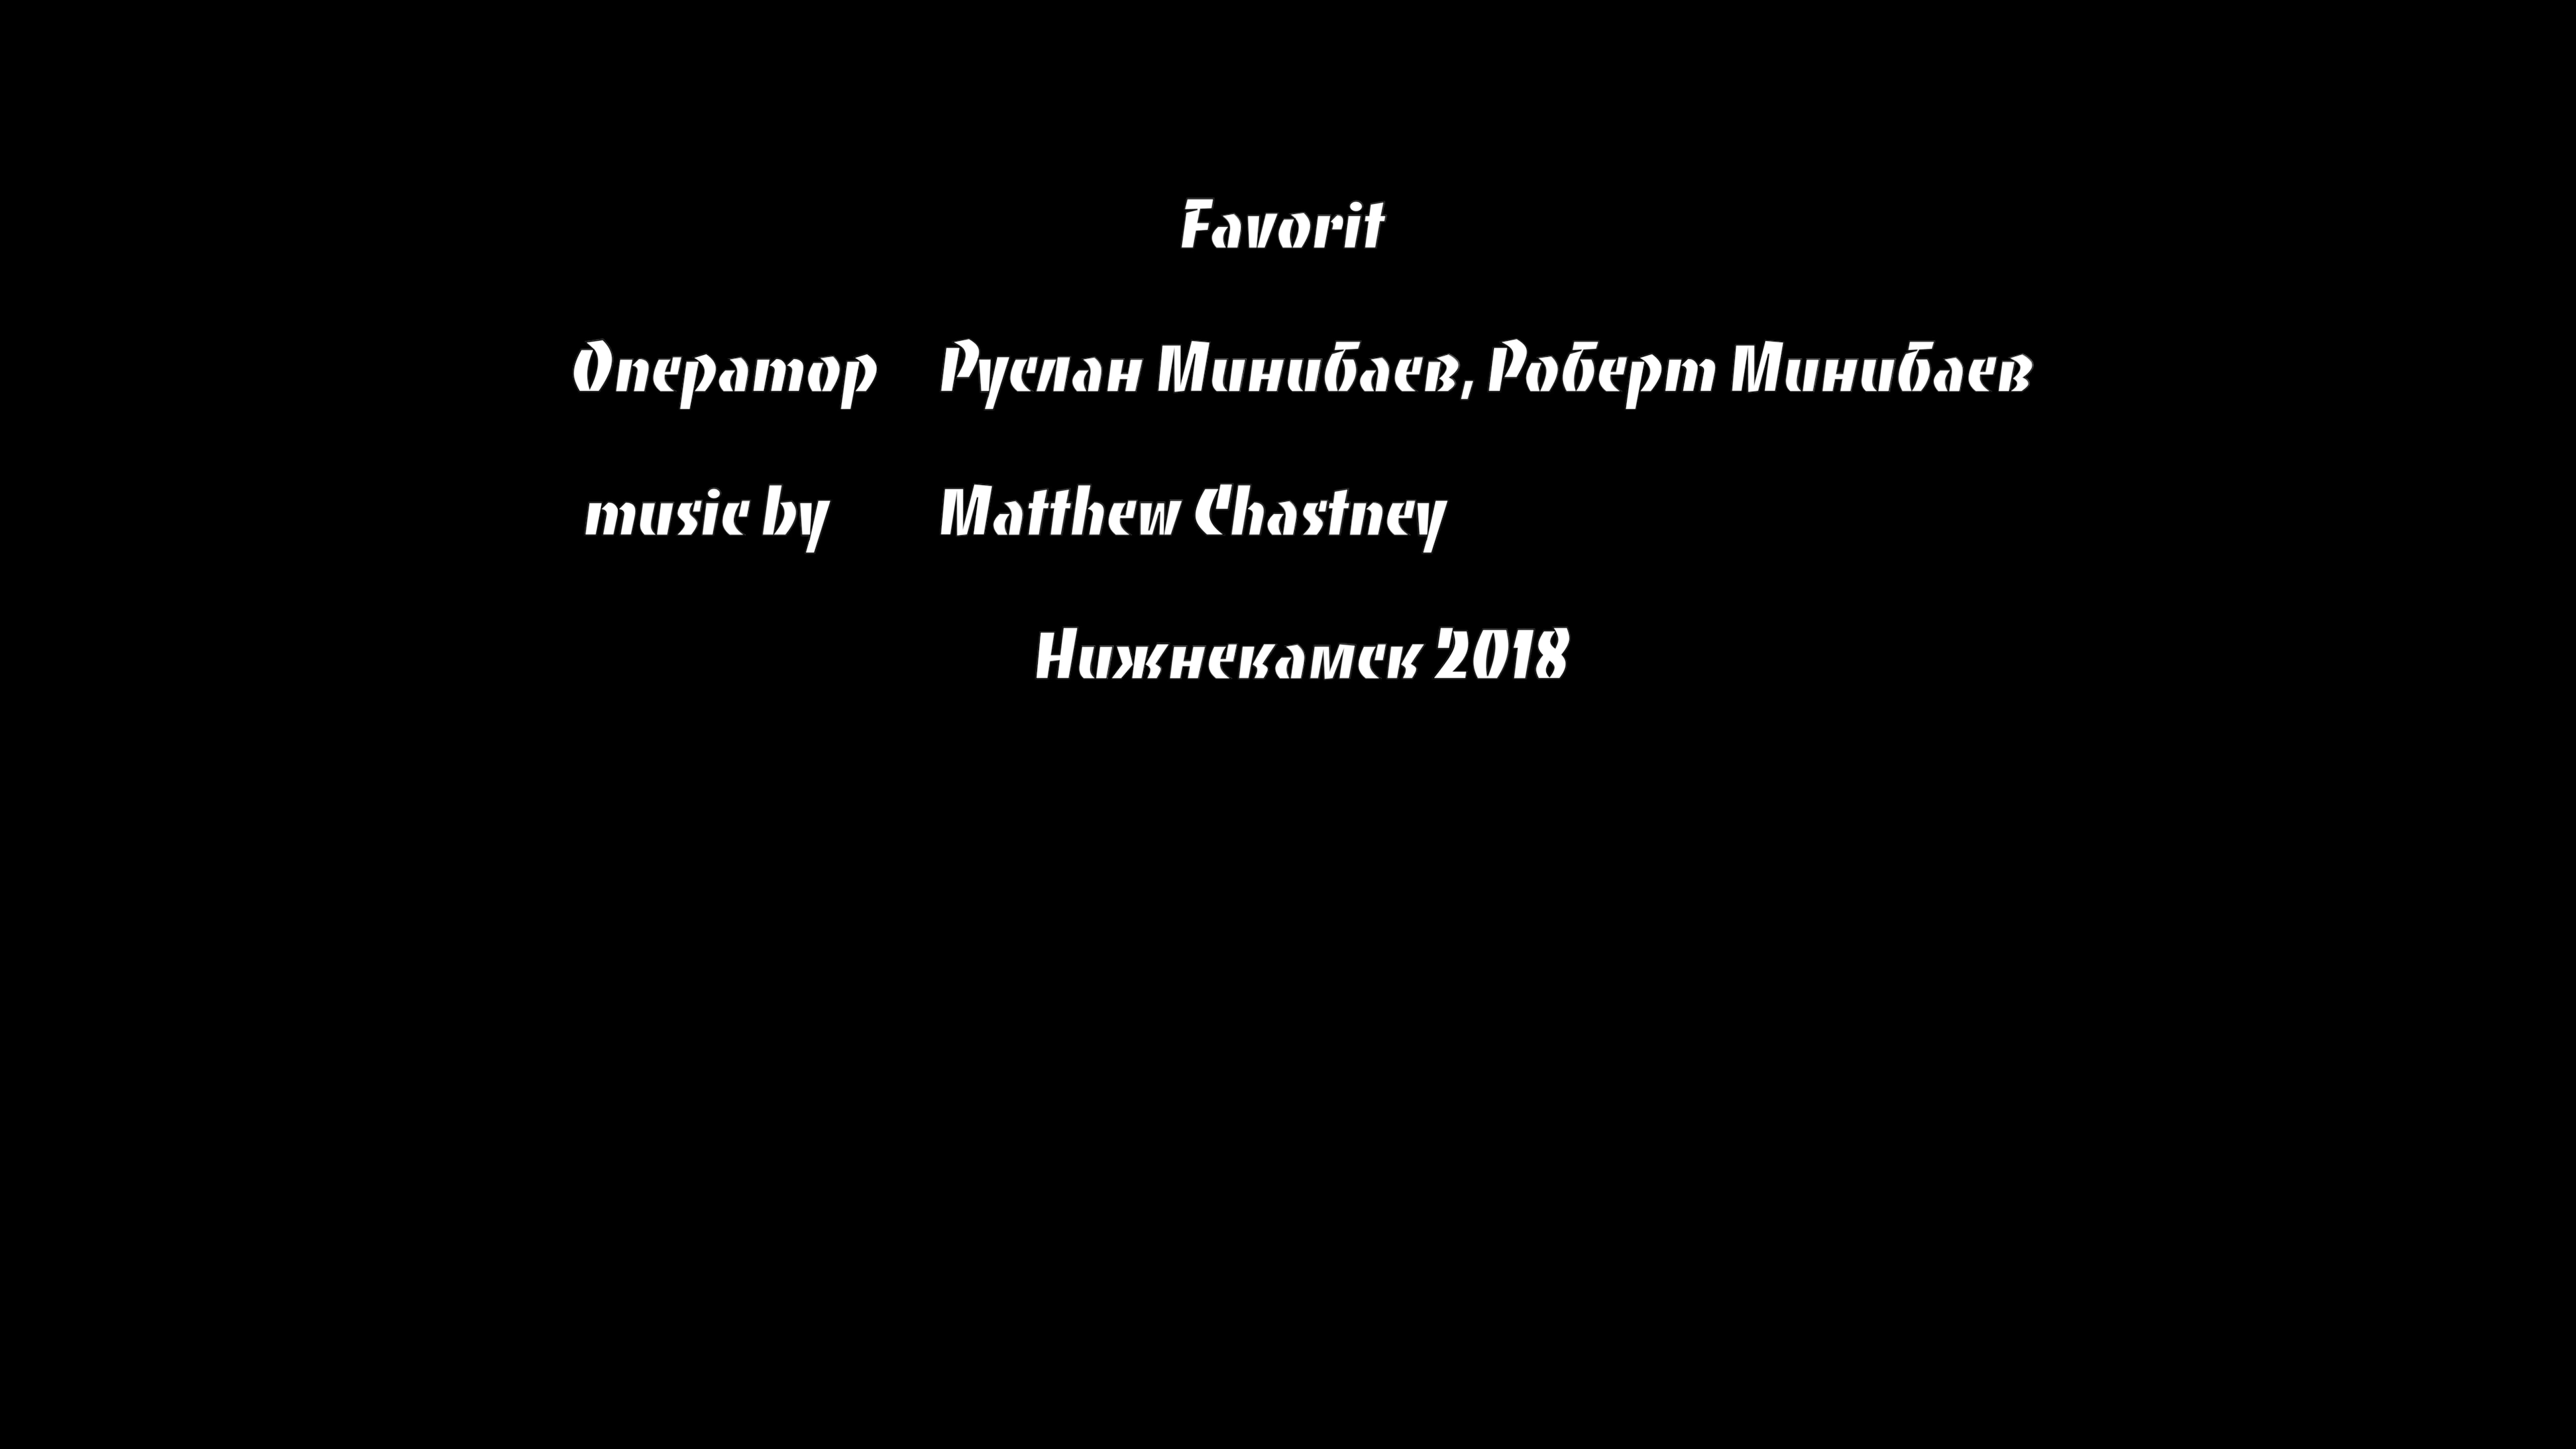 Favorit
Оператор Руслан Минибаев, Роберт Минибаев
music by Matthew Chastney
Нижнекамск 2018